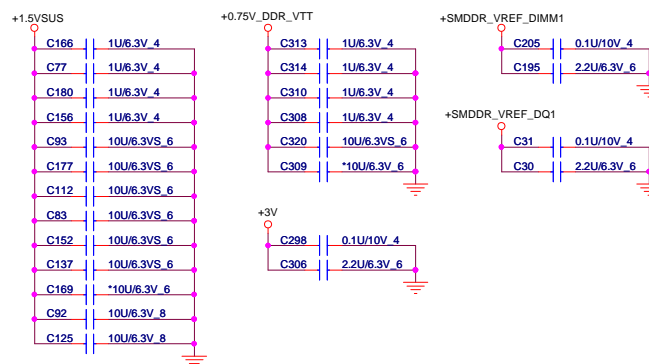 +1.5VSUS
C166 1U/6.3V_4
C77 1U/6.3V_4
C180 1U/6.3V_4
C156 1U/6.3V_4
C93 10U/6.3VS_6
C177 10U/6.3VS_6
C112 10U/6.3VS_6
C83 10U/6.3VS_6
C152 10U/6.3VS_6
C137 10U/6.3VS_6
C169 *10U/6.3V_6
C92 10U/6.3V_8
C125 10U/6.3V_8
+0.75V_DDR_VTT
C313 1U/6.3V_4
C314 1U/6.3V_4
C310 1U/6.3V_4
C308 1U/6.3V_4
C320 10U/6.3VS_6
C309 *10U/6.3V_6
+3V
C298 0.1U/10V_4
C306 2.2U/6.3V_6
+SMDDR_VREF_DIMM1
C205 0.1U/10V_4
C195 2.2U/6.3V_6
+SMDDR_VREF_DQ1
C31 0.1U/10V_4
C30 2.2U/6.3V_6